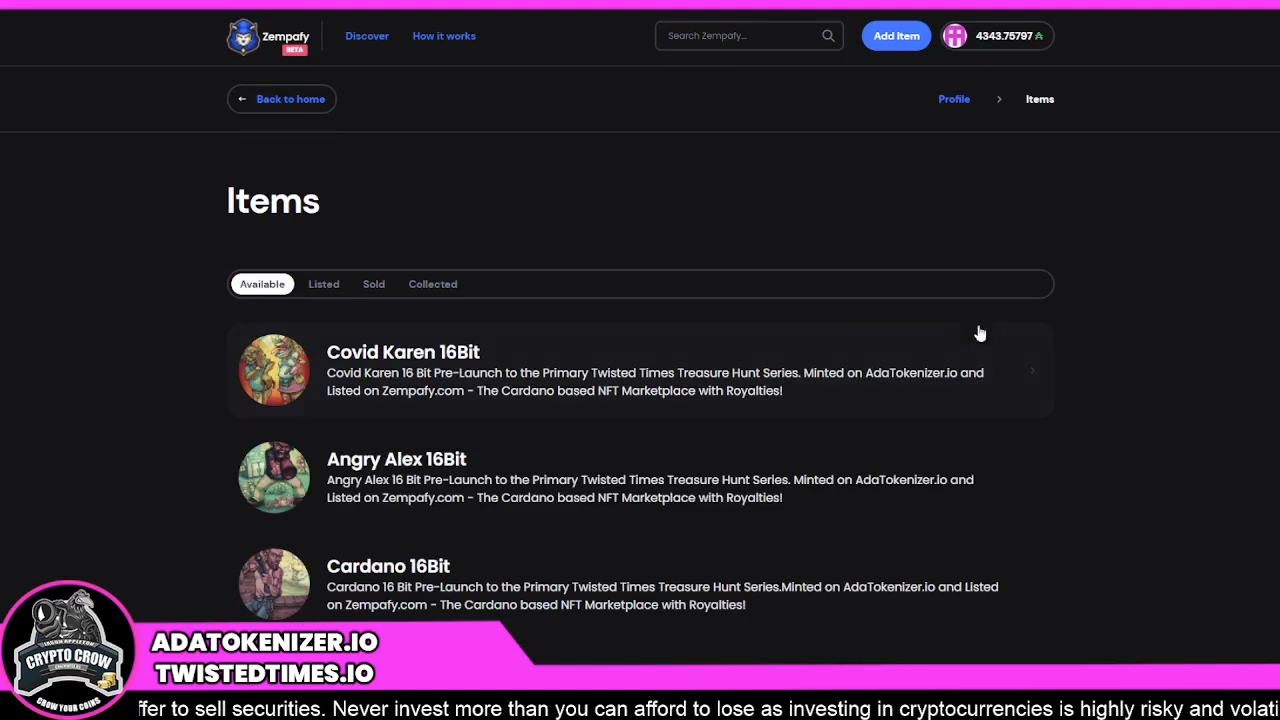 Zempafy
BETA
Discover
How it works
Search Zempafy...
Add Item
4343.75797 ₳
← Back to home
Profile > Items
Items
Available
Listed
Sold
Collected
Covid Karen 16Bit
Covid Karen 16 Bit Pre-Launch to the Primary Twisted Times Treasure Hunt Series. Minted on AdaTokenizer.io and
Listed on Zempafy.com - The Cardano based NFT Marketplace with Royalties!
Angry Alex 16Bit
Angry Alex 16 Bit Pre-Launch to the Primary Twisted Times Treasure Hunt Series. Minted on AdaTokenizer.io and
Listed on Zempafy.com - The Cardano based NFT Marketplace with Royalties!
Cardano 16Bit
Cardano 16 Bit Pre-Launch to the Primary Twisted Times Treasure Hunt Series.Minted on AdaTokenizer.io and Listed
on Zempafy.com - The Cardano based NFT Marketplace with Royalties!
CRYPTO CROW
CROW YOUR COINS
ADATOKENIZER.IO
TWISTEDTIMES.IO
ffer to sell securities. Never invest more than you can afford to lose as investing in cryptocurrencies is highly risky and volati